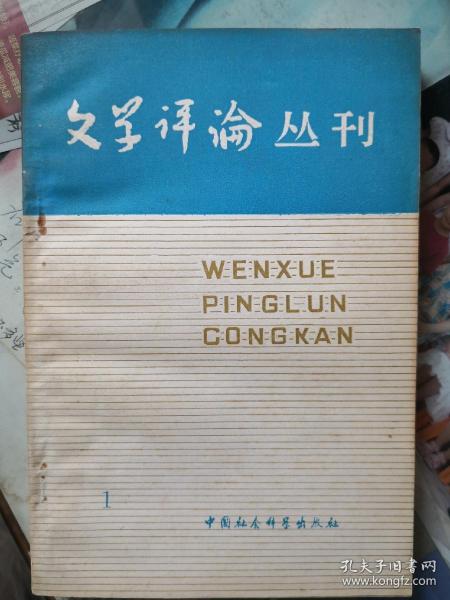 文学评论丛刊
WENXUE
PINGLUN
CONGKAN
1
中国社会科学出版社
孔夫子旧书网
www.kongfz.com